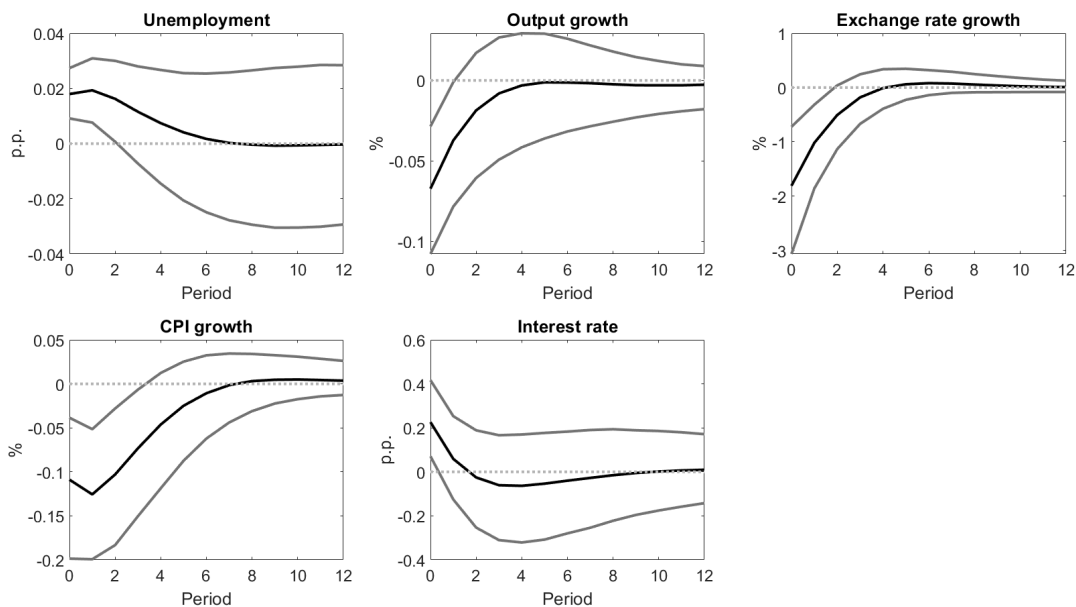 Unemployment
0.04
0.02
0
-0.02
-0.04
p.p.
0 2 4 6 8 10 12
Period
Output growth
0
-0.05
-0.1
%
0 2 4 6 8 10 12
Period
Exchange rate growth
1
0
-1
-2
-3
%
0 2 4 6 8 10 12
Period
CPI growth
0.05
0
-0.05
-0.1
-0.15
-0.2
%
0 2 4 6 8 10 12
Period
Interest rate
0.6
0.4
0.2
0
-0.2
-0.4
p.p.
0 2 4 6 8 10 12
Period